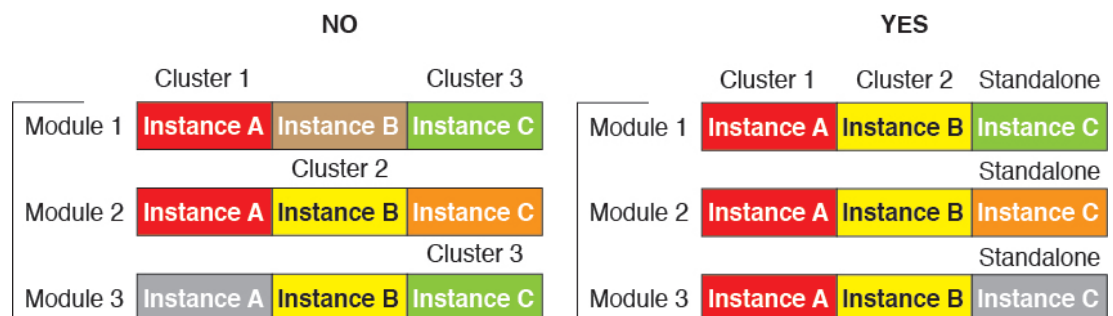 NO
Cluster 1 Cluster 3
Module 1 Instance A Instance B Instance C
Cluster 2
Module 2 Instance A Instance B Instance C
Cluster 3
Module 3 Instance A Instance B Instance C
YES
Cluster 1 Cluster 2 Standalone
Module 1 Instance A Instance B Instance C
Standalone
Module 2 Instance A Instance B Instance C
Standalone
Module 3 Instance A Instance B Instance C